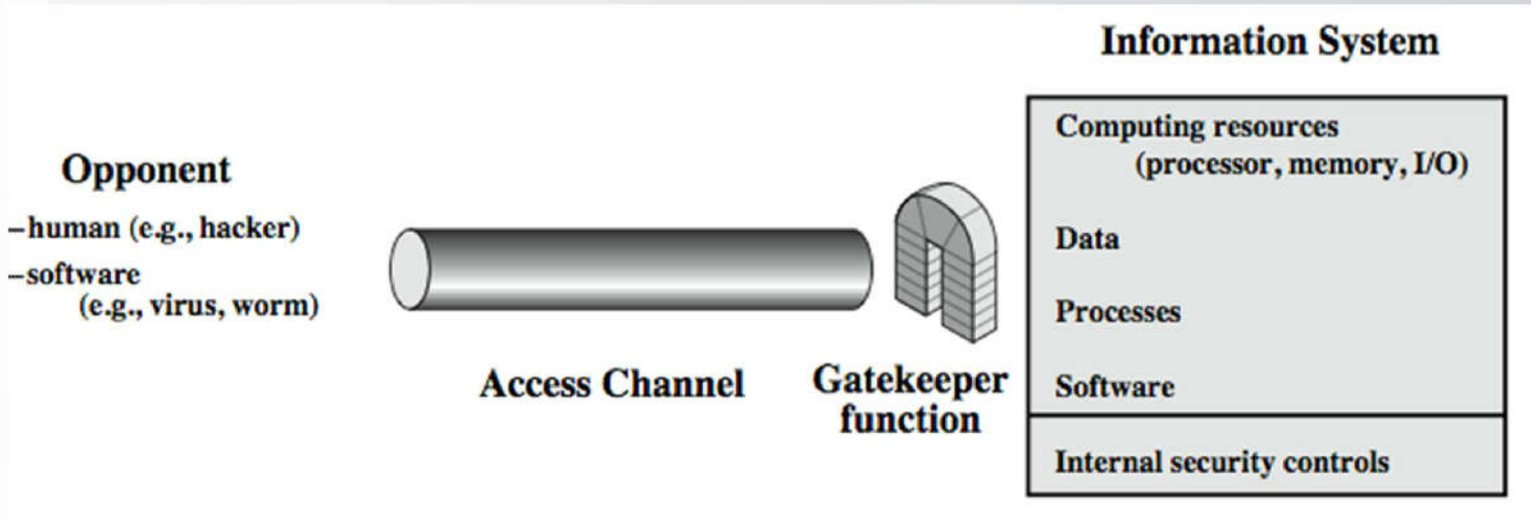 Information System
Opponent
–human (e.g., hacker)
–software
(e.g., virus, worm)
Access Channel
Gatekeeper
function
Computing resources
(processor, memory, I/O)
Data
Processes
Software
Internal security controls